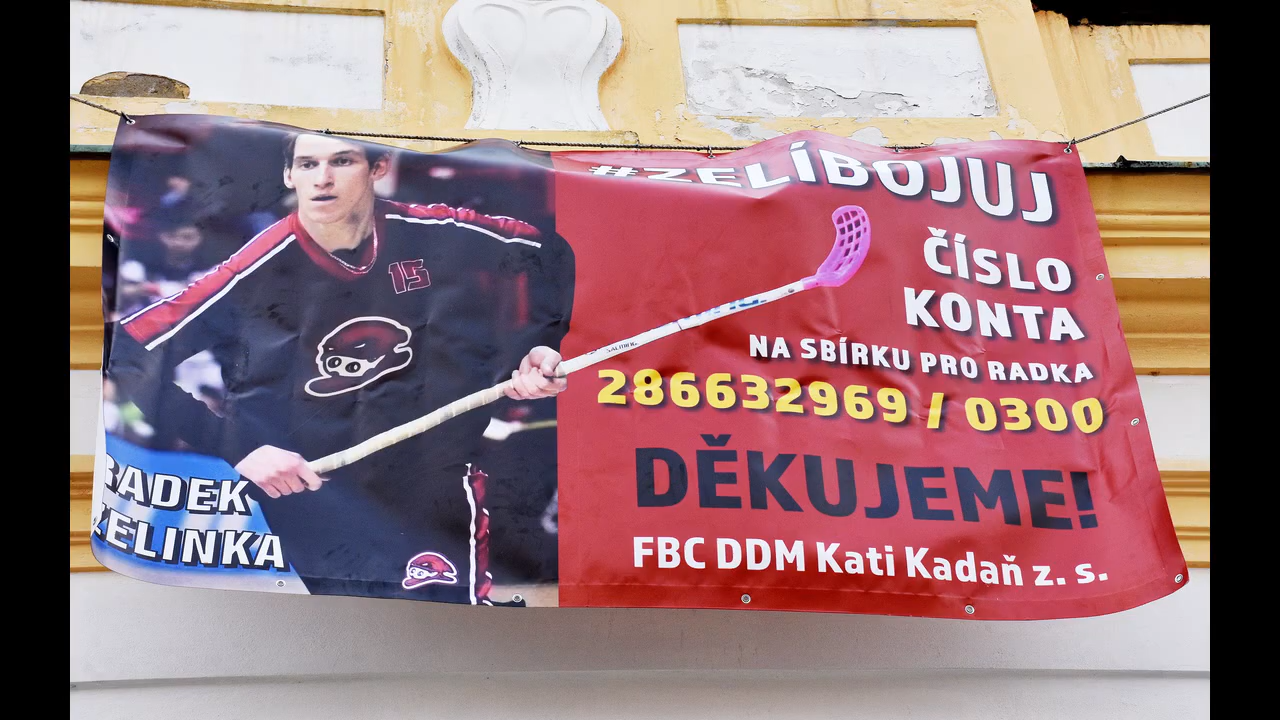 #ZELÍBOJUJ
ČÍSLO
KONTA
NA SBÍRKU PRO RADKA
286632969 / 0300
DĚKUJEME!
FBC DDM Kati Kadaň z. s.
15
RADEK
ZELINKA